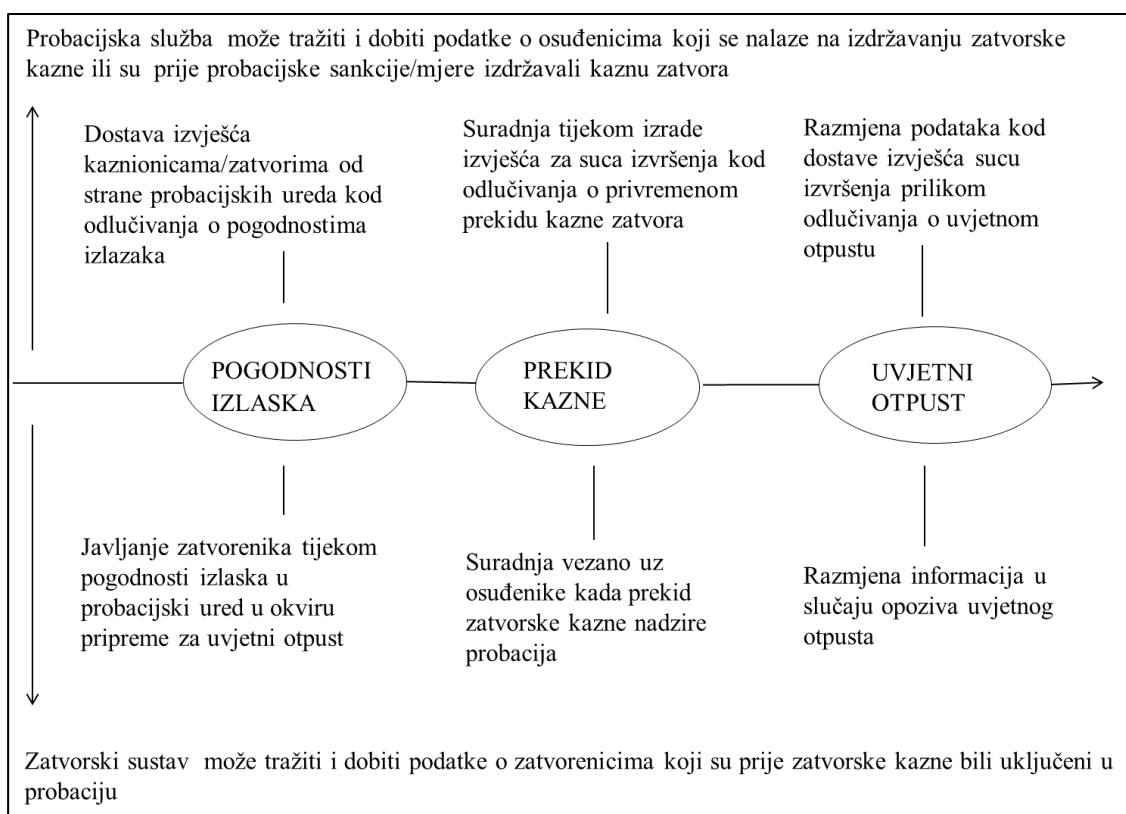 Probacijska služba može tražiti i dobiti podatke o osuđenicima koji se nalaze na izdržavanju zatvorske
kazne ili su prije probacijske sankcije/mjere izdržavali kaznu zatvora
Dostava izvješća
kaznionicama/zatvorima od
strane probacijskih ureda kod
odlučivanja o pogodnostima
izlazaka
Suradnja tijekom izrade
izvješća za suca izvršenja kod
odlučivanja o privremenom
prekidu kazne zatvora
Razmjena podataka kod
dostave izvješća sucu
izvršenja prilikom
odlučivanja o uvjetnom
otpustu
POGODNOSTI
IZLASKA
PREKID
KAZNE
UVJETNI
OTPUST
Javljanje zatvorenika tijekom
pogodnosti izlaska u
probacijski ured u okviru
pripreme za uvjetni otpust
Suradnja vezano uz
osuđenike kada prekid
zatvorske kazne nadzire
probacija
Razmjena informacija u
slučaju opoziva uvjetnog
otpusta
Zatvorski sustav može tražiti i dobiti podatke o zatvorenicima koji su prije zatvorske kazne bili uključeni u
probaciju